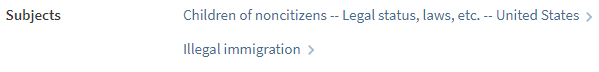 Subjects Children of noncitizens -- Legal status, laws, etc. -- United States
Illegal immigration